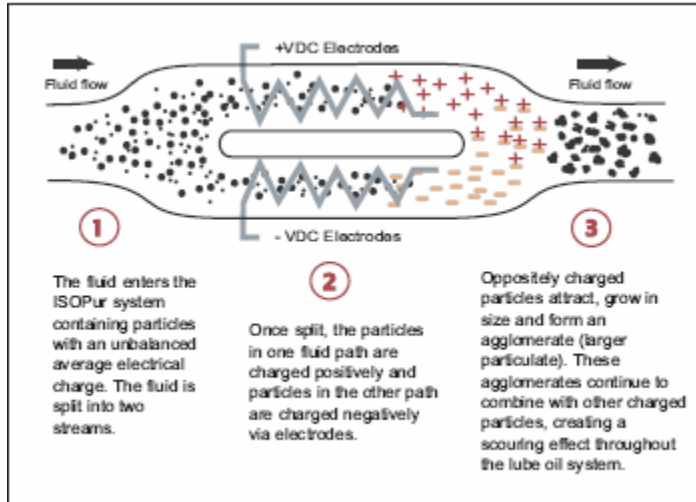 +VDC Electrodes
Fluid flow
Fluid flow
- VDC Electrodes
1
The fluid enters the
ISOPur system
containing particles
with an unbalanced
average electrical
charge. The fluid is
split into two
streams.
2
Once split, the particles
in one fluid path are
charged positively and
particles in the other path
are charged negatively
via electrodes.
3
Oppositely charged
particles attract, grow in
size and form an
agglomerate (larger
particulate). These
agglomerates continue to
combine with other charged
particles, creating a
scouring effect throughout
the lube oil system.